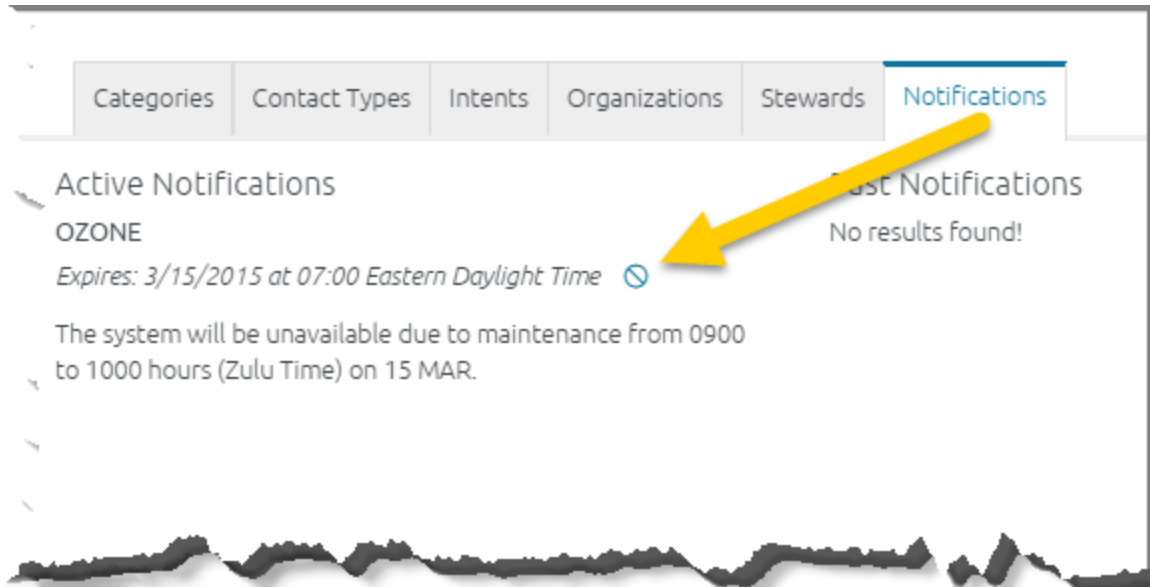 Categories Contact Types Intents Organizations Stewards Notifications
Active Notifications
OZONE
Expires: 3/15/2015 at 07:00 Eastern Daylight Time
The system will be unavailable due to maintenance from 0900
to 1000 hours (Zulu Time) on 15 MAR.
Notifications
No results found!